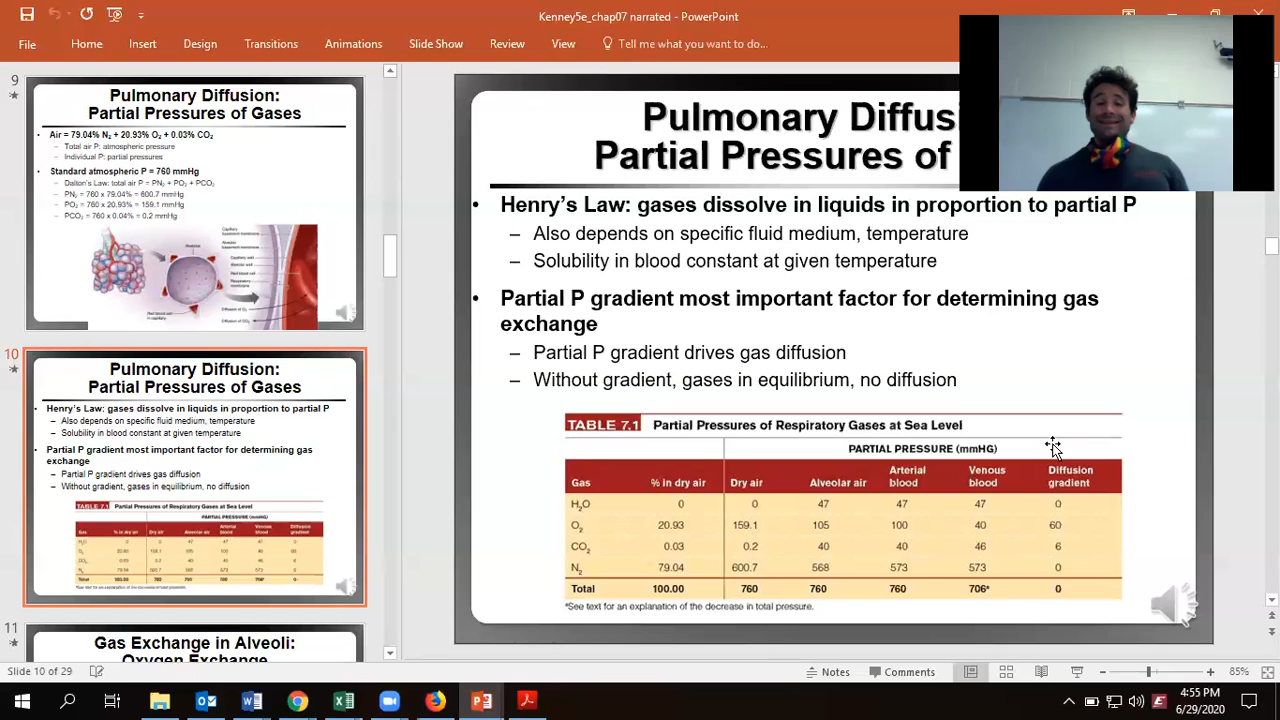 Kenney5e_chap07 narrated - PowerPoint
File Home Insert Design Transitions Animations Slide Show Review View Tell me what you want to do...
9
Pulmonary Diffusion:
Partial Pressures of Gases
• Air = 79.04% N2 + 20.93% O2 + 0.03% CO2
– Total air P: atmospheric pressure
– Individual P: partial pressures
• Standard atmospheric P = 760 mmHg
– Dalton's Law: total air P = PN2 + PO2 + PCO2
– PN2 = 760 x 79.04% = 600.7 mmHg
– PO2 = 760 x 20.93% = 159.1 mmHg
– PCO2 = 760 x 0.04% = 0.2 mmHg
10
Pulmonary Diffusion:
Partial Pressures of Gases
• Henry's Law: gases dissolve in liquids in proportion to partial P
– Also depends on specific fluid medium, temperature
– Solubility in blood constant at given temperature
• Partial P gradient most important factor for determining gas
exchange
– Partial P gradient drives gas diffusion
– Without gradient, gases in equilibrium, no diffusion
TABLE 7.1 Partial Pressures of Respiratory Gases at Sea Level
11
Gas Exchange in Alveoli:
Oxygen Exchange
Pulmonary Diffusi
Partial Pressures of
• Henry's Law: gases dissolve in liquids in proportion to partial P
– Also depends on specific fluid medium, temperature
– Solubility in blood constant at given temperature
• Partial P gradient most important factor for determining gas
exchange
– Partial P gradient drives gas diffusion
– Without gradient, gases in equilibrium, no diffusion
TABLE 7.1 Partial Pressures of Respiratory Gases at Sea Level
PARTIAL PRESSURE (mmHG)
Gas % in dry air Dry air Alveolar air Arterial blood Venous blood Diffusion gradient
H2O 0 0 47 47 47 0
O2 20.93 159.1 105 100 40 60
CO2 0.03 0.2 40 40 46 6
N2 79.04 600.7 568 573 573 0
Total 100.00 760 760 760 706* 0
*See text for an explanation of the decrease in total pressure.
Slide 10 of 29 Notes Comments 85%
4:55 PM
6/29/2020